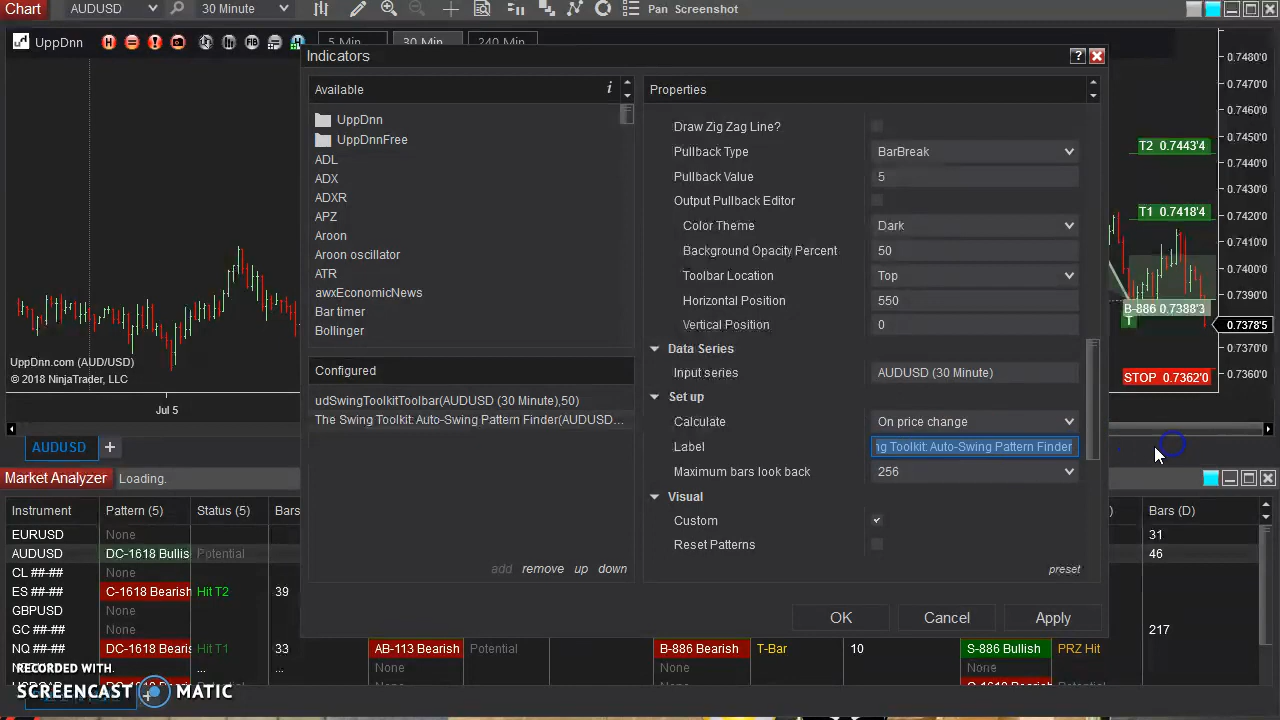 Chart AUDUSD 30 Minute Pan Screenshot
UppDnn 5 Min 30 Min 240 Min
Indicators ?
Available i
UppDnn
UppDnnFree
ADL
ADX
ADXR
APZ
Aroon
Aroon oscillator
ATR
awxEconomicNews
Bar timer
Bollinger
Configured
udSwingToolkitToolbar(AUDUSD (30 Minute),50)
The Swing Toolkit: Auto-Swing Pattern Finder(AUDUSD...
add remove up down
Properties
Draw Zig Zag Line?
Pullback Type BarBreak
Pullback Value 5
Output Pullback Editor
Color Theme Dark
Background Opacity Percent 50
Toolbar Location Top
Horizontal Position 550
Vertical Position 0
Data Series
Input series AUDUSD (30 Minute)
Set up
Calculate On price change
Label ng Toolkit: Auto-Swing Pattern Finder
Maximum bars look back 256
Visual
Custom
Reset Patterns
preset
OK Cancel Apply
0.7480'0
0.7470'0
0.7460'0
0.7450'0
T2 0.7443'4
0.7440'0
0.7430'0
T1 0.7418'4
0.7420'0
0.7410'0
0.7400'0
0.7390'0
B-886 0.7388'3
T
0.7378'5
0.7370'0
STOP 0.7362'0
0.7360'0
UppDnn.com (AUD/USD)
© 2018 NinjaTrader, LLC
Jul 5
AUDUSD +
Market Analyzer Loading.
Instrument Pattern (5) Status (5) Bars Bars (D)
EURUSD None 31
AUDUSD DC-1618 Bullish Potential 46
CL ##-## None
ES ##-## C-1618 Bearish Hit T2 39
GBPUSD None
GC ##-## None 217
NQ ##-## DC-1618 Bearis Hit T1 33 AB-113 Bearish Potential B-886 Bearish T-Bar 10 S-886 Bullish PRZ Hit
None ... ... None None None
RECORDED WITH
SCREENCAST MATIC